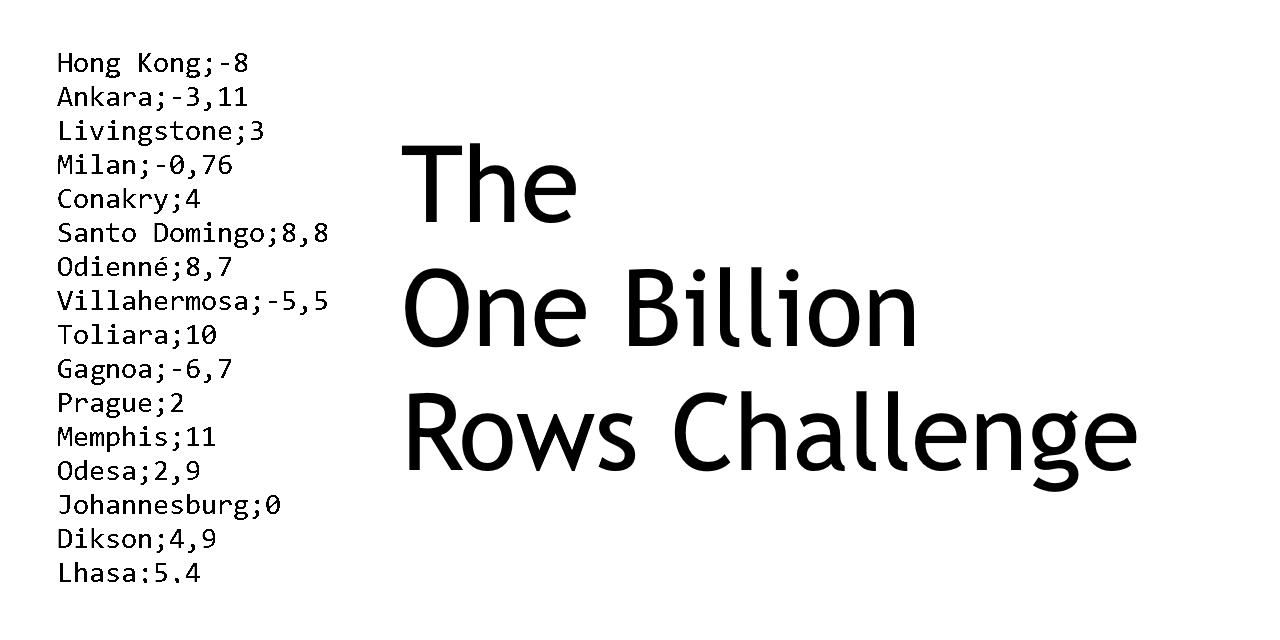 Hong Kong;-8
Ankara;-3,11
Livingstone;3
Milan;-0,76
Conakry;4
Santo Domingo;8,8
Odienné;8,7
Villahermosa;-5,5
Toliara;10
Gagnoa;-6,7
Prague;2
Memphis;11
Odesa;2,9
Johannesburg;0
Dikson;4,9
Lhasa;5,4
The
One Billion
Rows Challenge